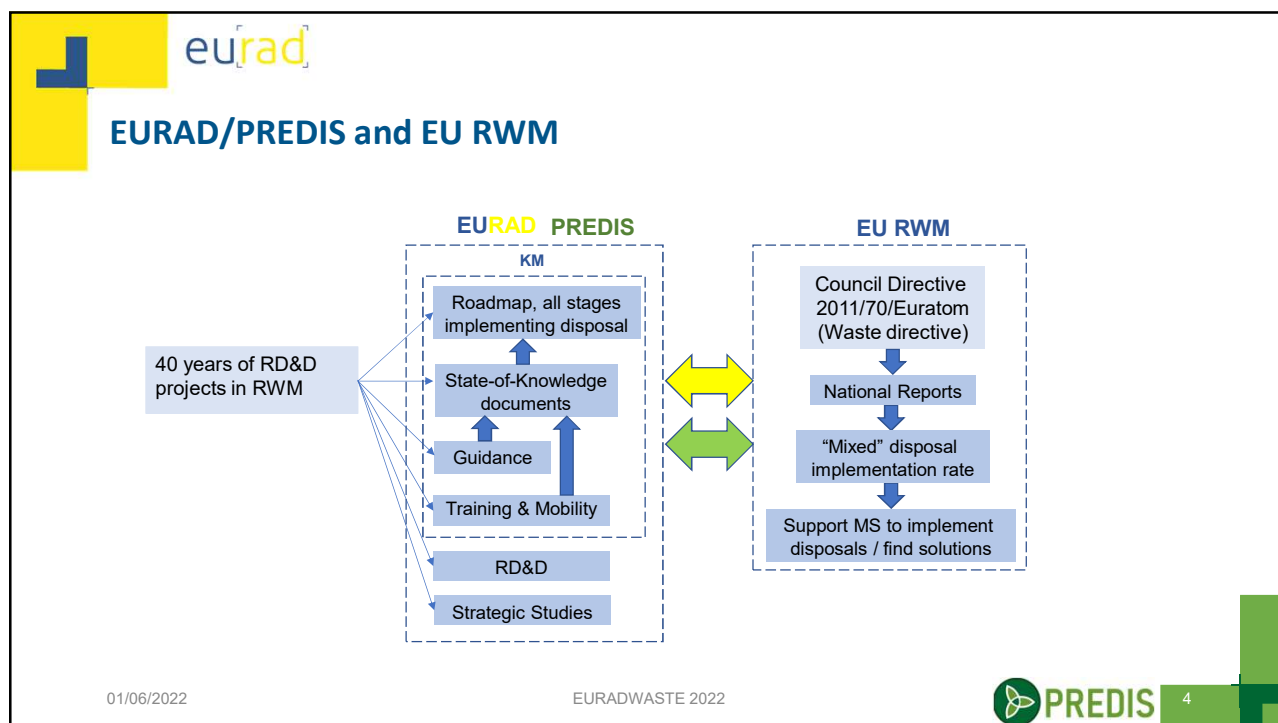 eu[rad]
EURAD/PREDIS and EU RWM
EURAD PREDIS
KM
Roadmap, all stages
implementing disposal
40 years of RD&D
projects in RWM
State-of-Knowledge
documents
Guidance
Training & Mobility
RD&D
Strategic Studies
EU RWM
Council Directive
2011/70/Euratom
(Waste directive)
National Reports
“Mixed” disposal
implementation rate
Support MS to implement
disposals / find solutions
01/06/2022
EURADWASTE 2022
PREDIS
4